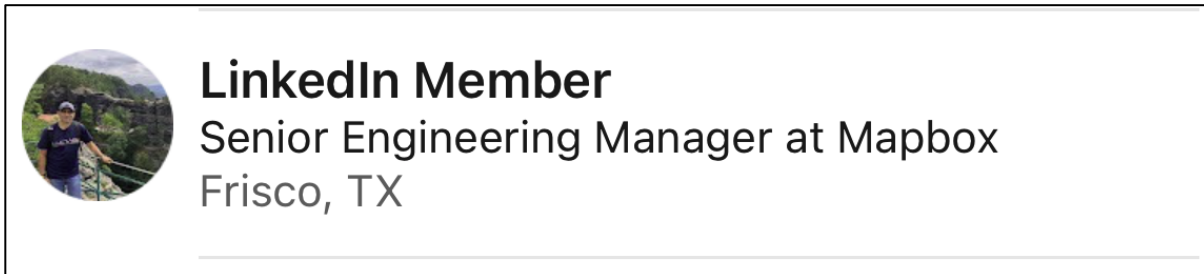 LinkedIn Member
Senior Engineering Manager at Mapbox
Frisco, TX